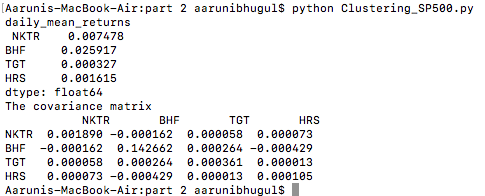 [Aarunis-MacBook-Air:part 2 aarunibhugul$ python Clustering_SP500.py
daily_mean_returns
 NKTR     0.007478
BHF      0.025917
TGT      0.000327
HRS      0.001615
dtype: float64
The covariance matrix
          NKTR       BHF       TGT       HRS
NKTR  0.001890 -0.000162  0.000058  0.000073
BHF  -0.000162  0.142662  0.000264 -0.000429
TGT   0.000058  0.000264  0.000361  0.000013
HRS   0.000073 -0.000429  0.000013  0.000105
Aarunis-MacBook-Air:part 2 aarunibhugul$